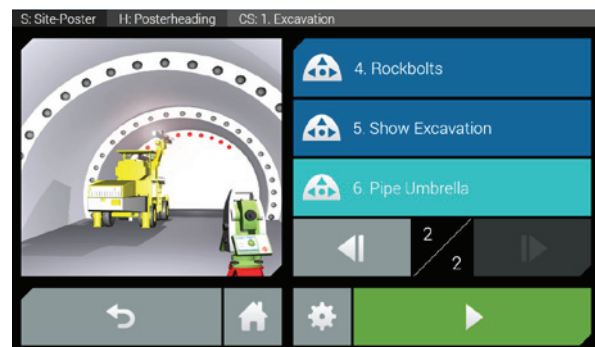 S: Site-Poster H: Posterheading CS: 1. Excavation
4. Rockbolts
5. Show Excavation
6. Pipe Umbrella
2
2